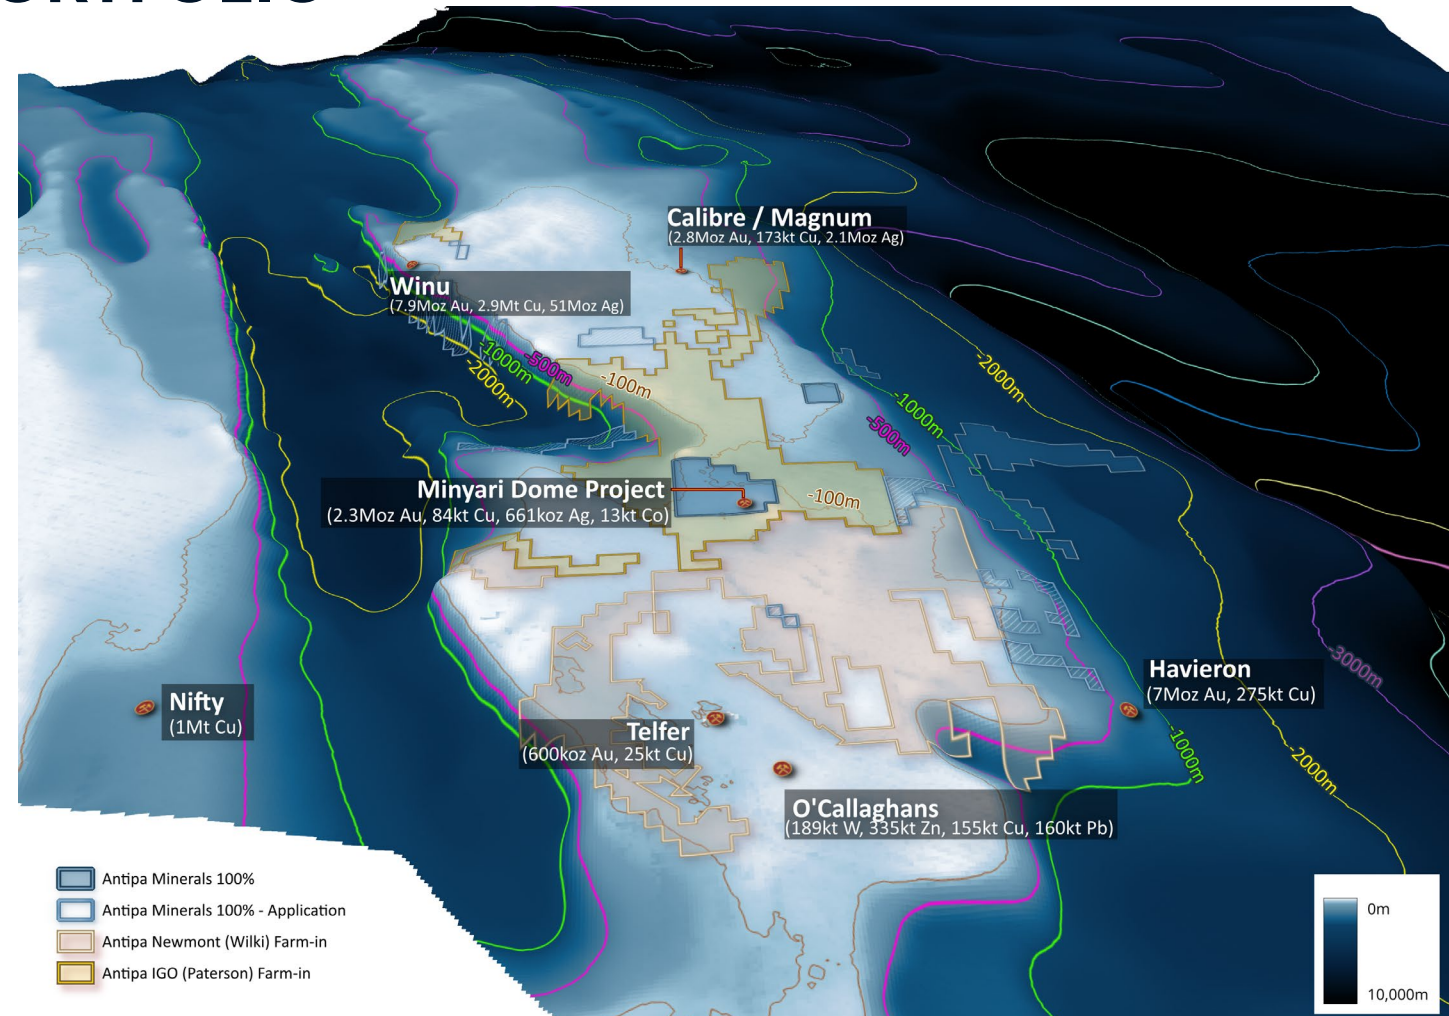 Calibre / Magnum
(2.8Moz Au, 173kt Cu, 2.1Moz Ag)
Winu
(7.9Moz Au, 2.9Mt Cu, 51Moz Ag)
-1000m
-500m
-2000m
-100m
-2000m
-1000m
-500m
Minyari Dome Project
(2.3Moz Au, 84kt Cu, 661koz Ag, 13kt Co)
-100m
-3000m
Havieron
(7Moz Au, 275kt Cu)
Nifty
(1Mt Cu)
Telfer
(600koz Au, 25kt Cu)
-1000m
-2000m
O'Callaghans
(189kt W, 335kt Zn, 155kt Cu, 160kt Pb)
Antipa Minerals 100%
Antipa Minerals 100% - Application
Antipa Newmont (Wilki) Farm-in
Antipa IGO (Paterson) Farm-in
0m
10,000m